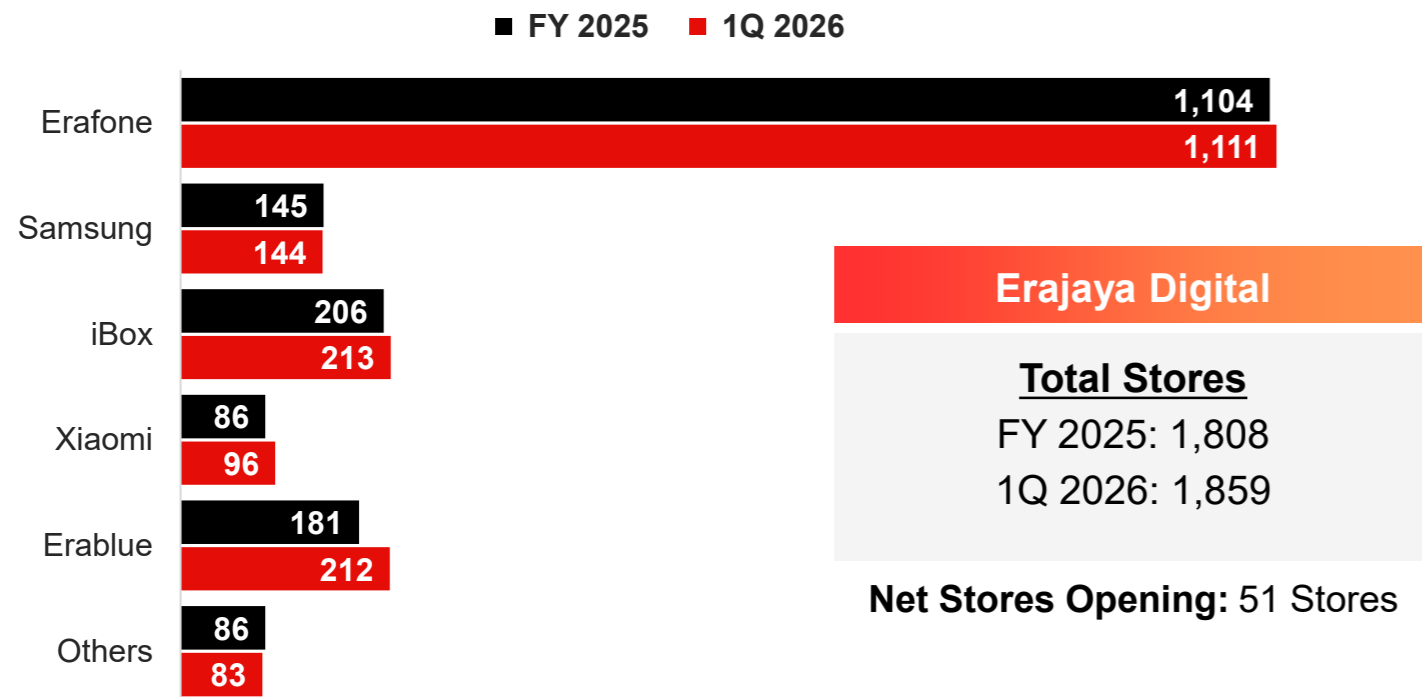 FY 2025 1Q 2026
Erafone
1,104
1,111
Samsung
145
144
iBox
206
213
Xiaomi
86
96
Erablue
181
212
Others
86
83
Erajaya Digital
Total Stores
FY 2025: 1,808
1Q 2026: 1,859
Net Stores Opening: 51 Stores